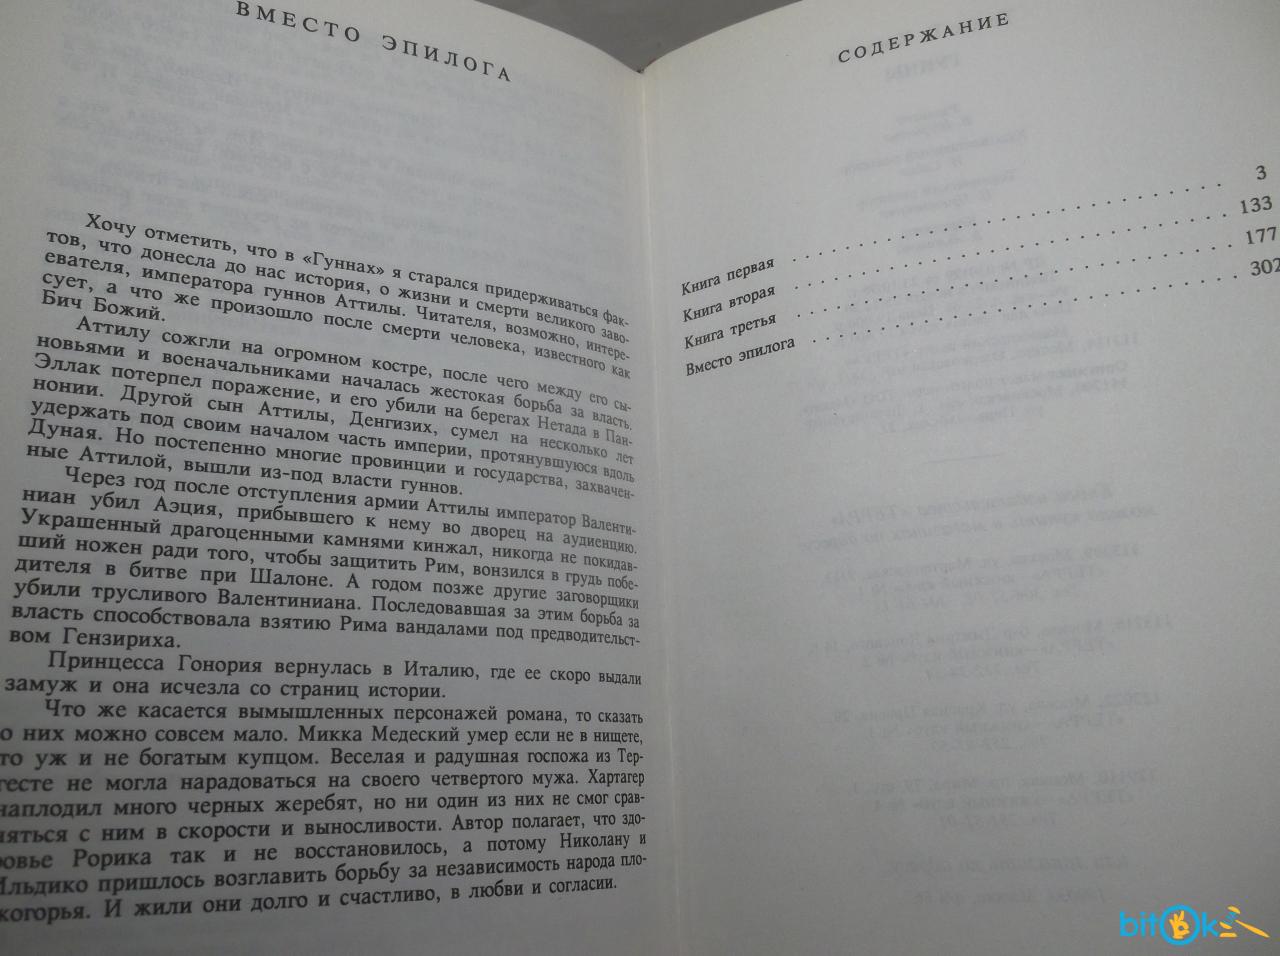 ВМЕСТО ЭПИЛОГА
Хочу отметить, что в «Гуннах» я старался придерживаться фак-
тов, что донесла до нас история, о жизни и смерти великого заво-
евателя, императора гуннов Аттилы. Читателя, возможно, интере-
сует, а что же произошло после смерти человека, известного как
Бич Божий.
Аттилу сожгли на огромном костре, после чего между его сы-
новьями и военачальниками началась жестокая борьба за власть.
Эллак потерпел поражение, и его убили на берегах Нетада в Пан-
нонии. Другой сын Аттилы, Денгизих, сумел на несколько лет
удержать под своим началом часть империи, протянувшуюся вдоль
Дуная. Но постепенно многие провинции и государства, захвачен-
ные Аттилой, вышли из-под власти гуннов.
Через год после отступления армии Аттилы император Валенти-
ниан убил Аэция, прибывшего к нему во дворец на аудиенцию.
Украшенный драгоценными камнями кинжал, никогда не покидав-
ший ножен ради того, чтобы защитить Рим, вонзился в грудь побе-
дителя в битве при Шалоне. А годом позже другие заговорщики
убили трусливого Валентиниана. Последовавшая за этим борьба за
власть способствовала взятию Рима вандалами под предводительст-
вом Гензириха.
Принцесса Гонория вернулась в Италию, где ее скоро выдали
замуж и она исчезла со страниц истории.
Что же касается вымышленных персонажей романа, то сказать
о них можно совсем мало. Микка Медеский умер если не в нищете,
то уж и не богатым купцом. Веселая и радушная госпожа из Тер-
гесте не могла нарадоваться на своего четвертого мужа. Хартагер
наплодил много черных жеребят, но ни один из них не смог срав-
няться с ним в скорости и выносливости. Автор полагает, что здо-
ровье Рорика так и не восстановилось, а потому Николану и
Ильдико пришлось возглавить борьбу за независимость народа пло-
скогорья. И жили они долго и счастливо, в любви и согласии.
СОДЕРЖАНИЕ
Книга первая . . . . . . . . . . . . . . . . . . . . . . . 3
Книга вторая . . . . . . . . . . . . . . . . . . . . . . . 133
Книга третья . . . . . . . . . . . . . . . . . . . . . . . 177
Вместо эпилога . . . . . . . . . . . . . . . . . . . . . . 302
bitOk